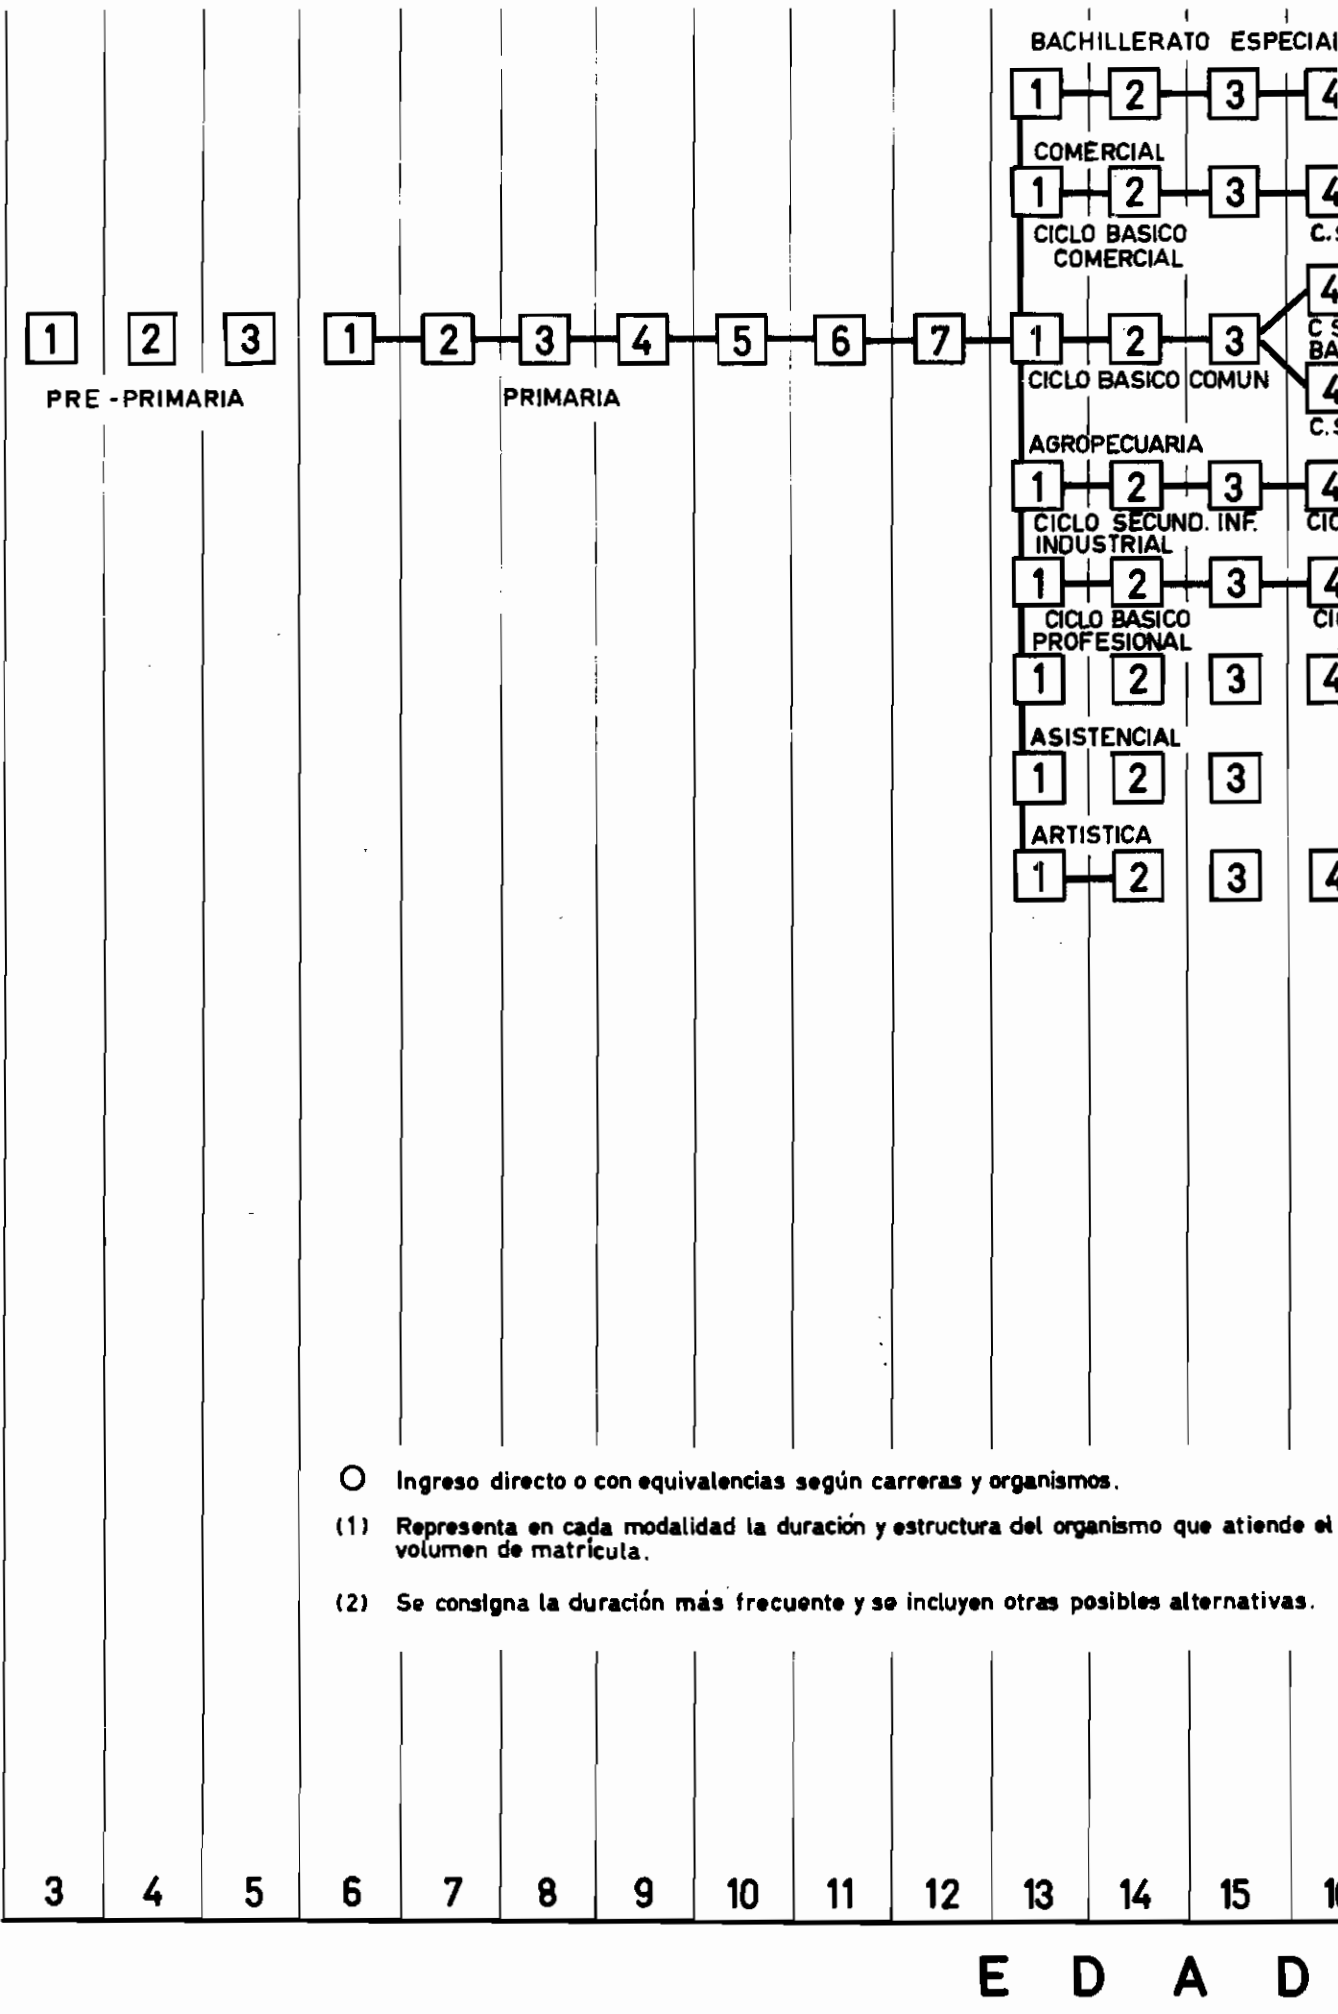 BACHILLERATO ESPECIAL
1 2 3 4
COMERCIAL
1 2 3 4
CICLO BASICO C.S
COMERCIAL
4
1 2 3 1 2 3 4 5 6 7 1 2 3 C S
BA
PRE-PRIMARIA PRIMARIA CICLO BASICO COMUN 4
C.S
AGROPECUARIA
1 2 3 4
CICLO SECUND. INF. CIC
INDUSTRIAL
1 2 3 4
CICLO BASICO CI
PROFESIONAL
1 2 3 4
ASISTENCIAL
1 2 3
ARTISTICA
1 2 3 4
O Ingreso directo o con equivalencias según carreras y organismos.
(1) Representa en cada modalidad la duración y estructura del organismo que atiende el
volumen de matrícula.
(2) Se consigna la duración más frecuente y se incluyen otras posibles alternativas.
3 4 5 6 7 8 9 10 11 12 13 14 15
E D A D